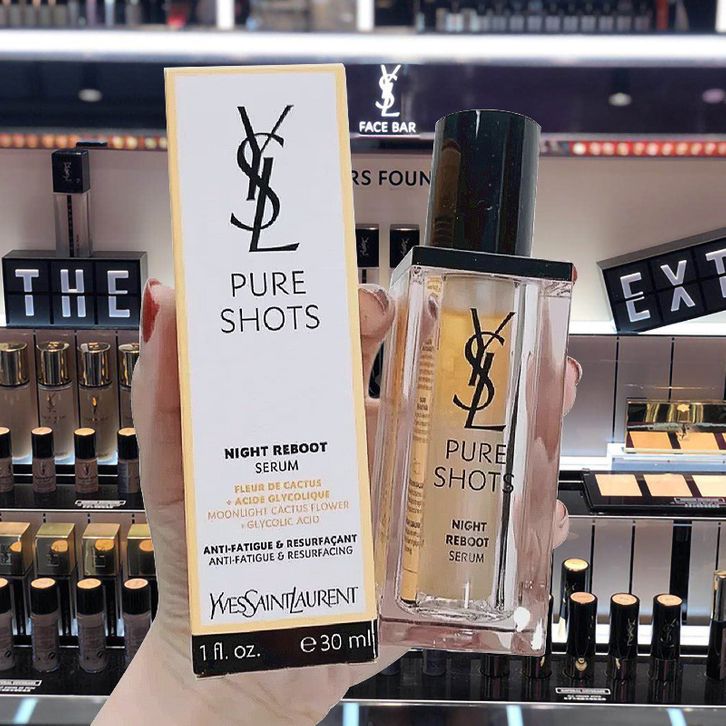 YSL
FACE BAR
RS FOUN
THE
EXT
YSL
PURE
SHOTS
NIGHT REBOOT
SERUM
FLEUR DE CACTUS
+ ACIDE GLYCOLIQUE
MOONLIGHT CACTUS FLOWER
+ GLYCOLIC ACID
ANTI-FATIGUE & RESURFAÇANT
ANTI-FATIGUE & RESURFACING
YVESSAINTLAURENT
1 fl. oz. e 30 ml
YSL
PURE
SHOTS
NIGHT
REBOOT
SERUM